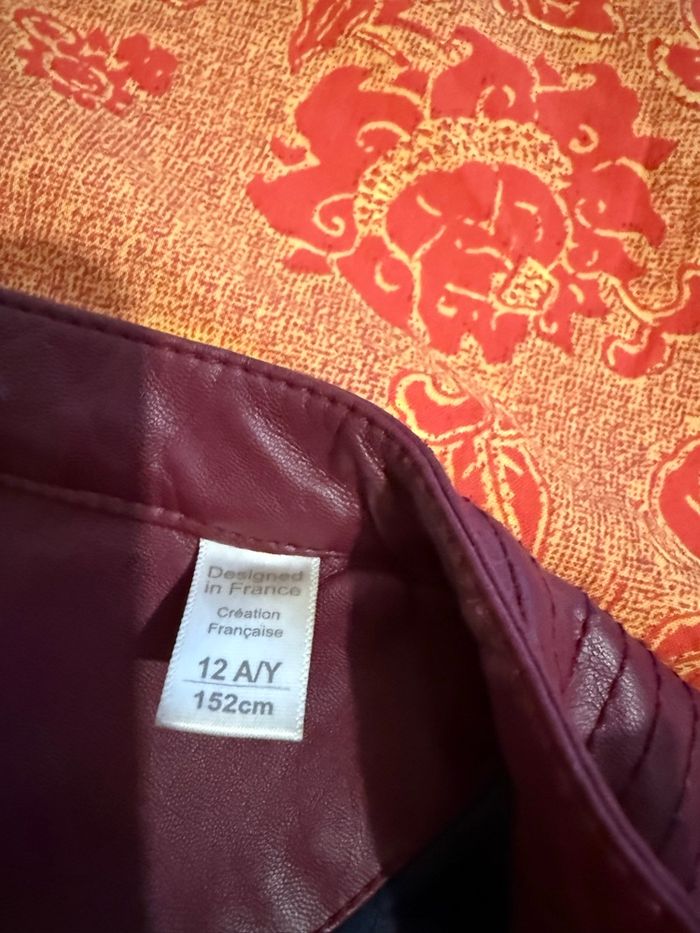 Designed
in France
Création
Française
12 A/Y
152cm